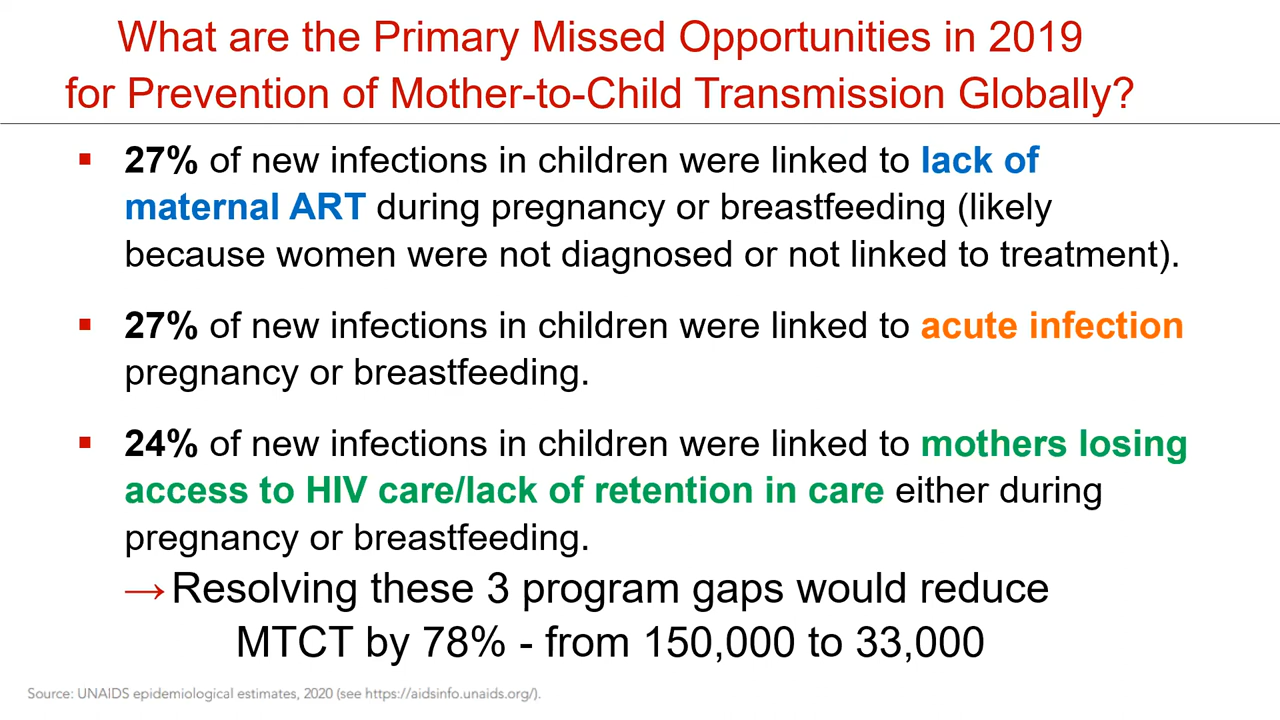 What are the Primary Missed Opportunities in 2019
for Prevention of Mother-to-Child Transmission Globally?
▪ 27% of new infections in children were linked to lack of
maternal ART during pregnancy or breastfeeding (likely
because women were not diagnosed or not linked to treatment).
▪ 27% of new infections in children were linked to acute infection
pregnancy or breastfeeding.
▪ 24% of new infections in children were linked to mothers losing
access to HIV care/lack of retention in care either during
pregnancy or breastfeeding.
→ Resolving these 3 program gaps would reduce
MTCT by 78% - from 150,000 to 33,000
Source: UNAIDS epidemiological estimates, 2020 (see https://aidsinfo.unaids.org/).